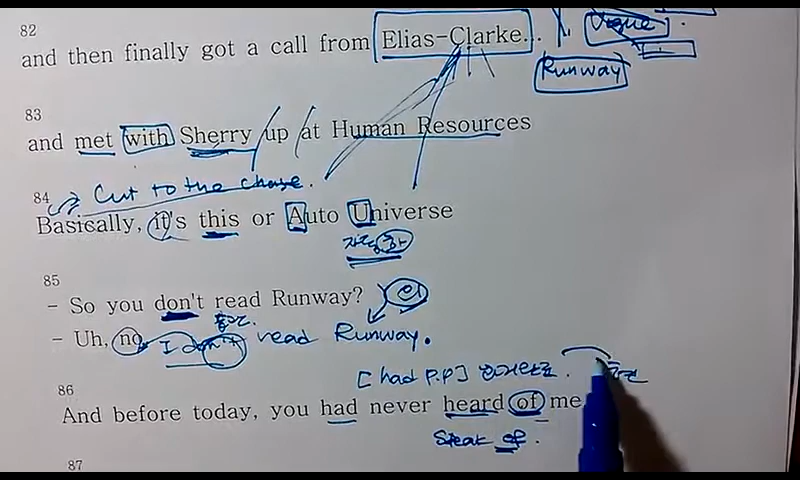 82
and then finally got a call from Elias-Clarke...
Vogue
Runway
83
and met with Sherry up at Human Resources
Cut to the chase.
84
Basically, it's this or Auto Universe
85
- So you don't read Runway?
- Uh, no I don't read Runway.
[had P.P]
86
And before today, you had never heard of me
Speak of.
87